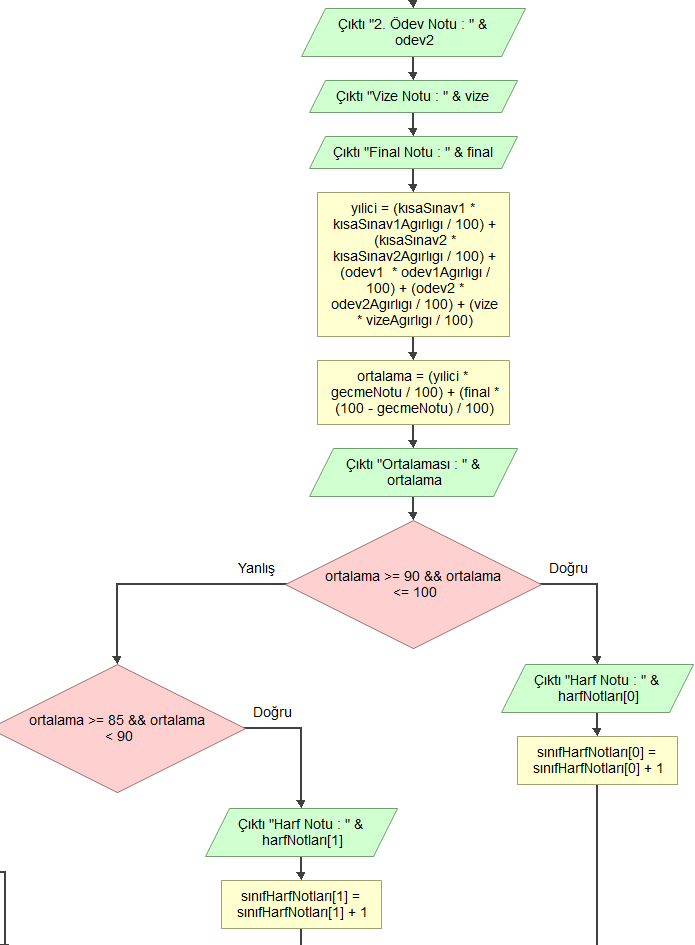 Çıktı "2. Ödev Notu : " &
odev2
Çıktı "Vize Notu : " & vize
Çıktı "Final Notu : " & final
yılici = (kısaSınav1 *
kısaSınav1Agırlıgı / 100) +
(kısaSınav2 *
kısaSınav2Agırlıgı / 100) +
(odev1  * odev1Agırlıgı /
100) + (odev2 *
odev2Agırlıgı / 100) + (vize
* vizeAgırlıgı / 100)
ortalama = (yılici *
gecmeNotu / 100) + (final *
(100 - gecmeNotu) / 100)
Çıktı "Ortalaması : " &
ortalama
Yanlış
Doğru
ortalama >= 90 && ortalama
<= 100
Çıktı "Harf Notu : " &
harfNotları[0]
sınıfHarfNotları[0] =
sınıfHarfNotları[0] + 1
ortalama >= 85 && ortalama
< 90
Doğru
Çıktı "Harf Notu : " &
harfNotları[1]
sınıfHarfNotları[1] =
sınıfHarfNotları[1] + 1